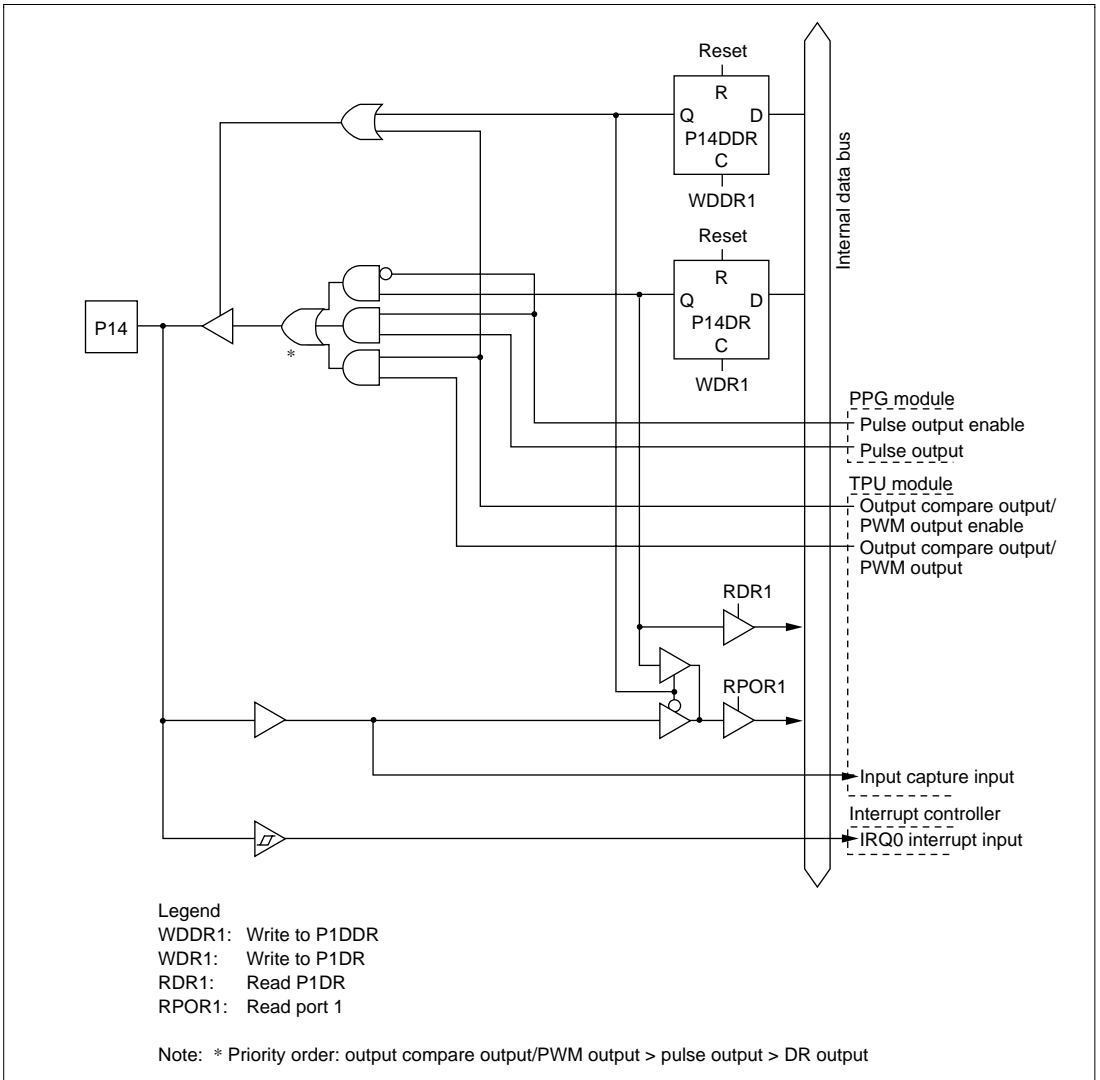 Reset
R
Q D
P14DDR
C
WDDR1
Internal data bus
Reset
R
Q D
P14DR
C
WDR1
P14
*
PPG module
Pulse output enable
Pulse output
TPU module
Output compare output/
PWM output enable
Output compare output/
PWM output
RDR1
RPOR1
Input capture input
Interrupt controller
IRQ0 interrupt input
Legend
WDDR1: Write to P1DDR
WDR1: Write to P1DR
RDR1: Read P1DR
RPOR1: Read port 1
Note: * Priority order: output compare output/PWM output > pulse output > DR output